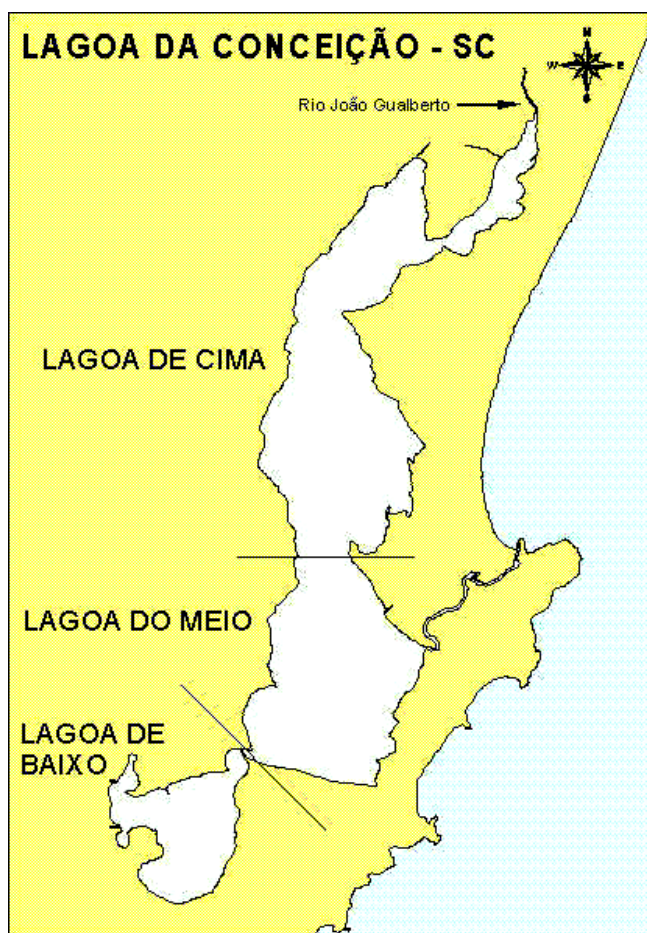 LAGOA DA CONCEIÇÃO - SC
N
W E
S
Rio João Gualberto
LAGOA DE CIMA
LAGOA DO MEIO
LAGOA DE
BAIXO